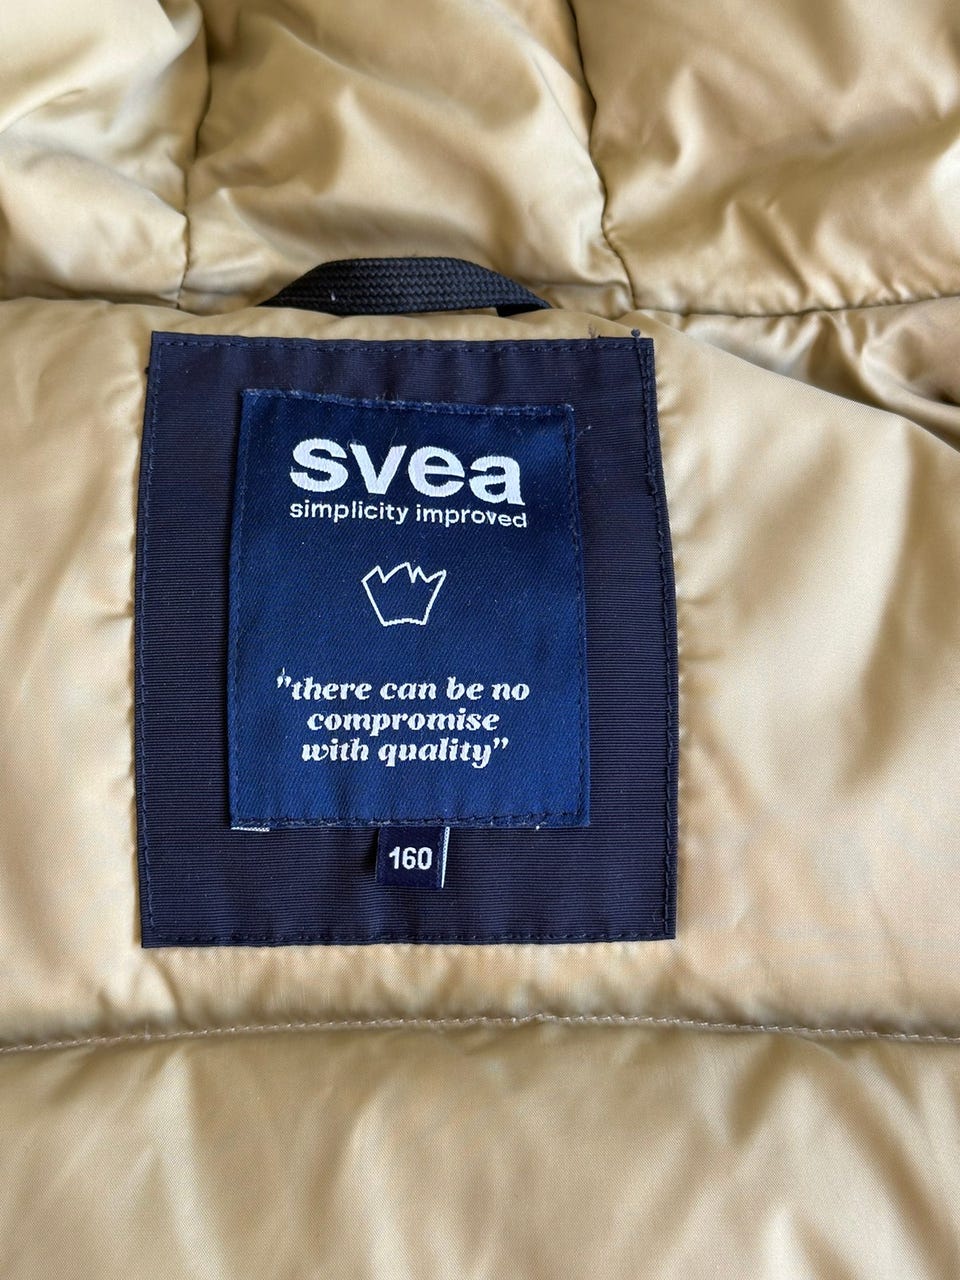 svea
simplicity improved
"there can be no
compromise
with quality"
160